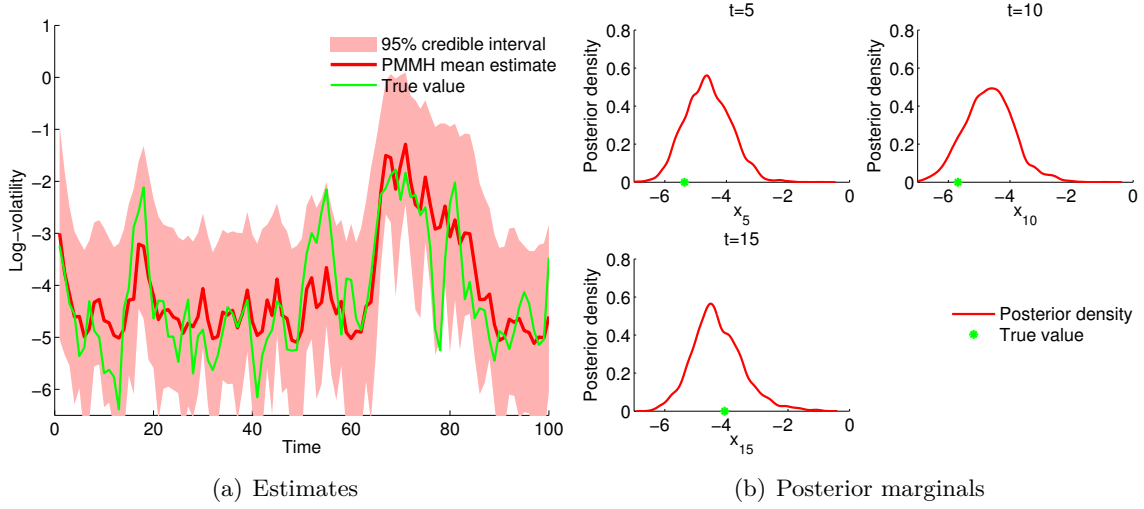 1
0
−1
−2
−3
−4
−5
−6
0
20
40
60
80
100
Time
Log−volatility
95% credible interval
PMMH mean estimate
True value
(a) Estimates
t=5
0.8
0.6
0.4
0.2
0
−6
−4
−2
0
x5
Posterior density
t=10
0.8
0.6
0.4
0.2
0
−6
−4
−2
0
x10
Posterior density
t=15
0.8
0.6
0.4
0.2
0
−6
−4
−2
0
x15
Posterior density
Posterior density
True value
(b) Posterior marginals